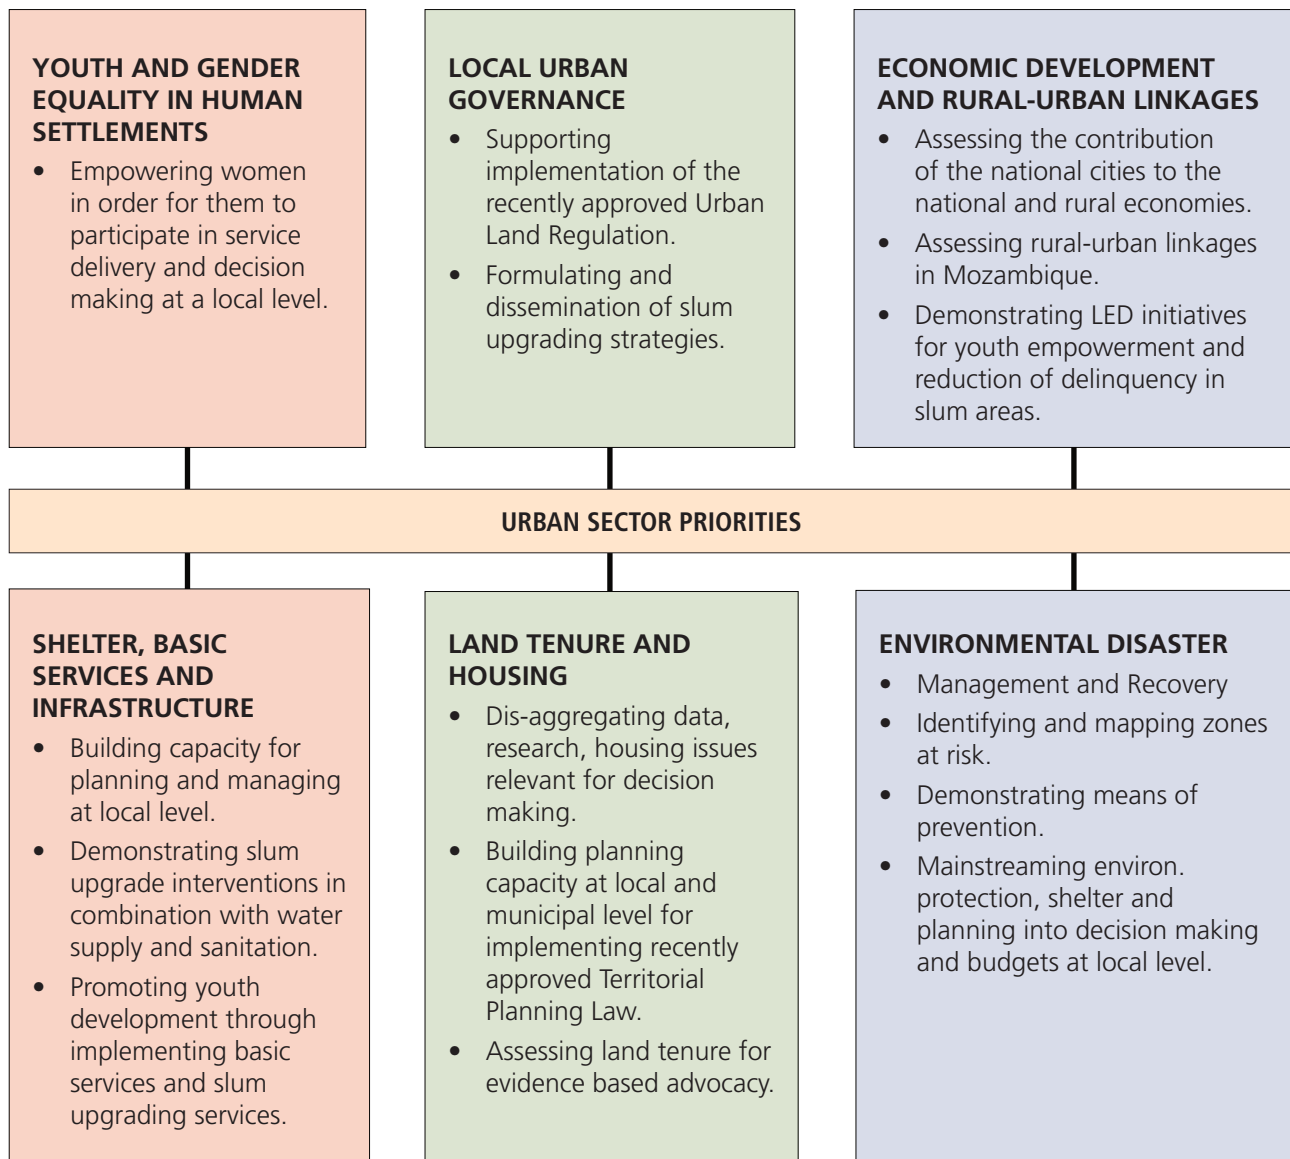 YOUTH AND GENDER
EQUALITY IN HUMAN
SETTLEMENTS
• Empowering women
in order for them to
participate in service
delivery and decision
making at a local level.
LOCAL URBAN
GOVERNANCE
• Supporting
implementation of the
recently approved Urban
Land Regulation.
• Formulating and
dissemination of slum
upgrading strategies.
ECONOMIC DEVELOPMENT
AND RURAL-URBAN LINKAGES
• Assessing the contribution
of the national cities to the
national and rural economies.
• Assessing rural-urban linkages
in Mozambique.
• Demonstrating LED initiatives
for youth empowerment and
reduction of delinquency in
slum areas.
URBAN SECTOR PRIORITIES
SHELTER, BASIC
SERVICES AND
INFRASTRUCTURE
• Building capacity for
planning and managing
at local level.
• Demonstrating slum
upgrade interventions in
combination with water
supply and sanitation.
• Promoting youth
development through
implementing basic
services and slum
upgrading services.
LAND TENURE AND
HOUSING
• Dis-aggregating data,
research, housing issues
relevant for decision
making.
• Building planning
capacity at local and
municipal level for
implementing recently
approved Territorial
Planning Law.
• Assessing land tenure for
evidence based advocacy.
ENVIRONMENTAL DISASTER
• Management and Recovery
• Identifying and mapping zones
at risk.
• Demonstrating means of
prevention.
• Mainstreaming environ.
protection, shelter and
planning into decision making
and budgets at local level.